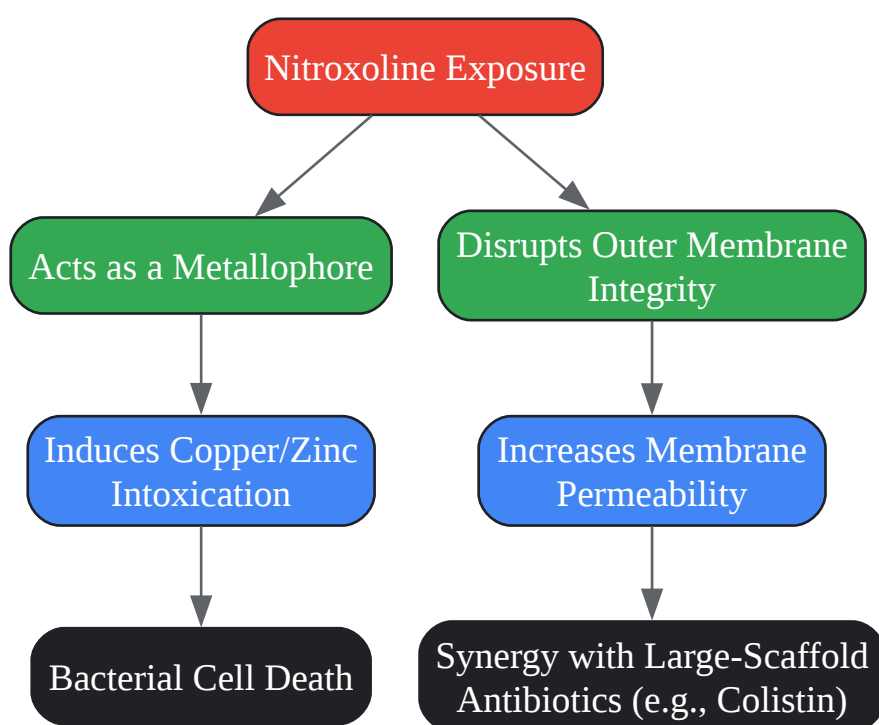 Nitroxoline Exposure
Acts as a Metallophore
Disrupts Outer Membrane
Integrity
Induces Copper/Zinc
Intoxication
Increases Membrane
Permeability
Bacterial Cell Death
Synergy with Large-Scaffold
Antibiotics (e.g., Colistin)